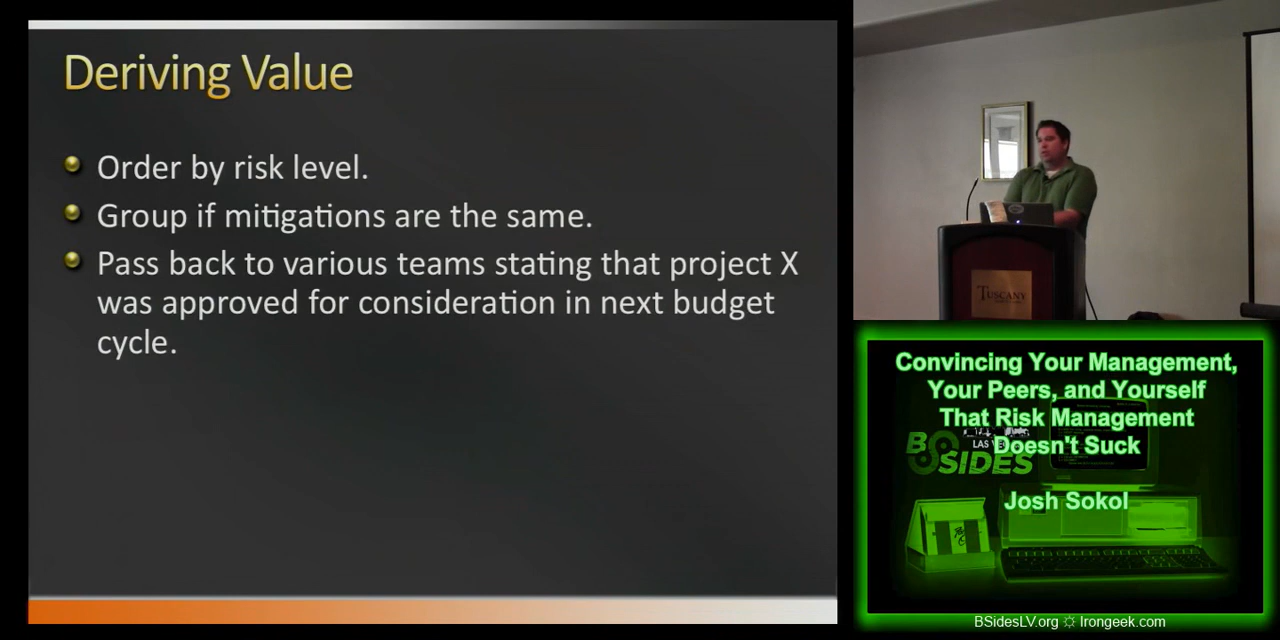 Deriving Value
Order by risk level.
Group if mitigations are the same.
Pass back to various teams stating that project X
was approved for consideration in next budget
cycle.
TUSCANY
Convincing Your Management,
Your Peers, and Yourself
That Risk Management
Doesn't Suck
BSIDES
LAS
Josh Sokol
BSidesLV.org ☼ Irongeek.com